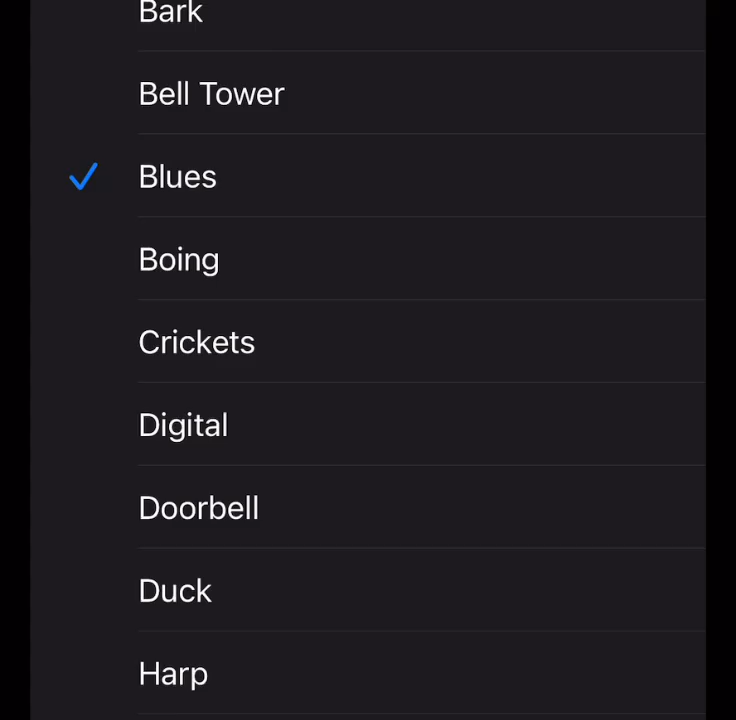 Bark
Bell Tower
Blues
Boing
Crickets
Digital
Doorbell
Duck
Harp